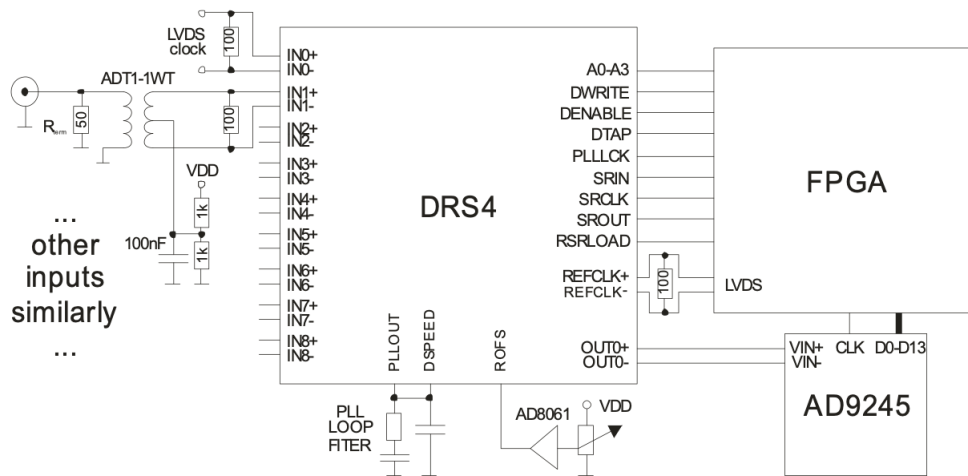 LVDS
clock
100
ADT1-1WT
R term
50
100
VDD
1k
1k
100nF
...
other
inputs
similarly
...
IN0+
IN0-
IN1+
IN1-
IN2+
IN2-
IN3+
IN3-
IN4+
IN4-
IN5+
IN5-
IN6+
IN6-
IN7+
IN7-
IN8+
IN8-
DRS4
PLLOUT
DSPEED
ROFS
A0-A3
DWRITE
DENABLE
DTAP
PLLLCK
SRIN
SRCLK
SROUT
RSRLOAD
REFCLK+
REFCLK-
OUT0+
OUT0-
100
LVDS
FPGA
VIN+
VIN-
CLK
D0-D13
AD9245
PLL
LOOP
FITER
AD8061
VDD